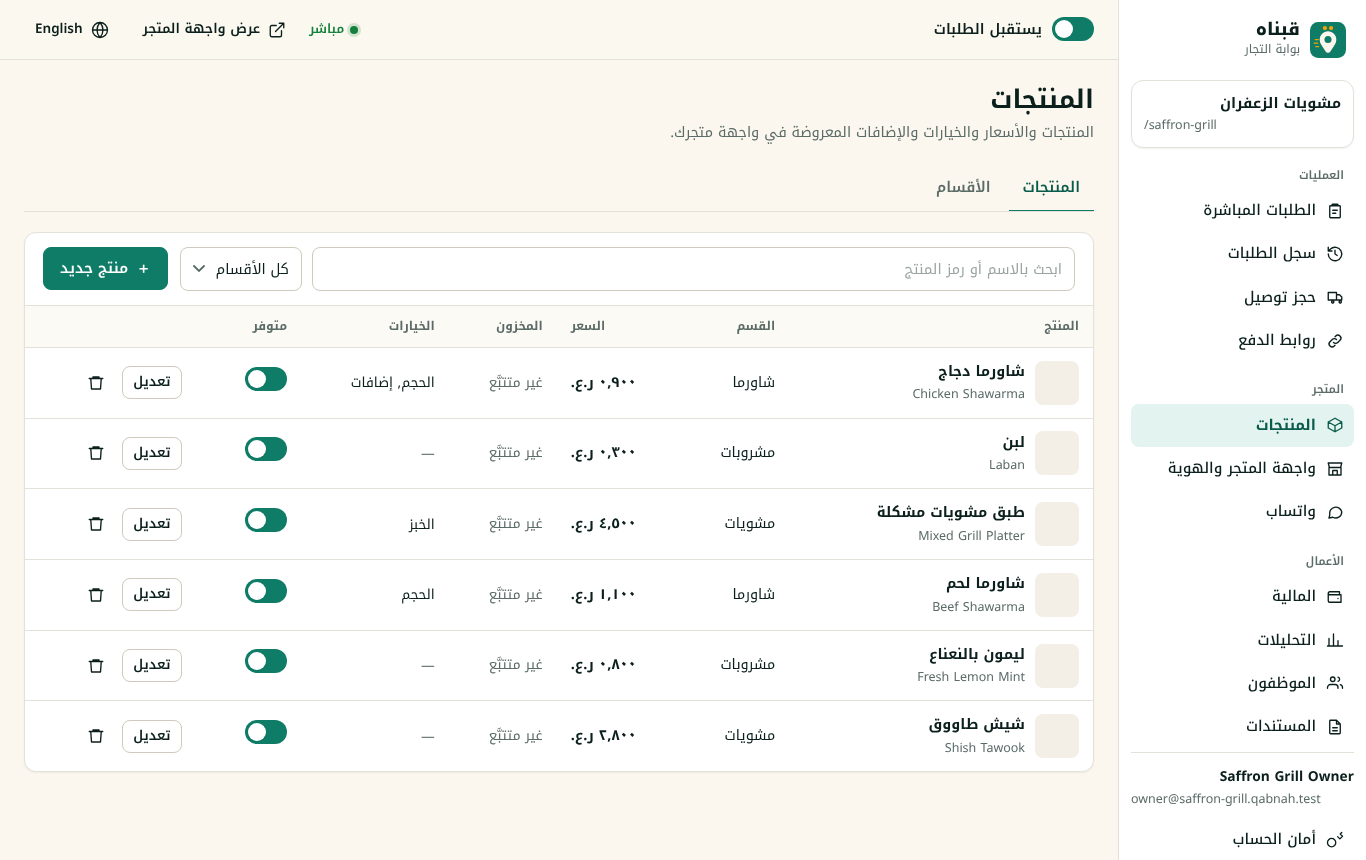 قبناه
بوابة التجار
مشويات الزعفران
/saffron-grill
العمليات
الطلبات المباشرة
سجل الطلبات
حجز توصيل
روابط الدفع
المتجر
المنتجات
واجهة المتجر والهوية
واتساب
الأعمال
المالية
التحليلات
الموظفون
المستندات
Saffron Grill Owner
owner@saffron-grill.qabnah.test
أمان الحساب
يستقبل الطلبات
مباشر
عرض واجهة المتجر
English
المنتجات
المنتجات والأسعار والخيارات والإضافات المعروضة في واجهة متجرك.
المنتجات الأقسام
ابحث بالاسم أو رمز المنتج
كل الأقسام
+ منتج جديد
المنتج القسم السعر المخزون الخيارات متوفر
شاورما دجاج
Chicken Shawarma
شاورما ٠٫٩٠٠ ر.ع. غير متتبَّع الحجم, إضافات تعديل
لبن
Laban
مشروبات ٠٫٣٠٠ ر.ع. غير متتبَّع — تعديل
طبق مشويات مشكلة
Mixed Grill Platter
مشويات ٤٫٥٠٠ ر.ع. غير متتبَّع الخبز تعديل
شاورما لحم
Beef Shawarma
شاورما ١٫١٠٠ ر.ع. غير متتبَّع الحجم تعديل
ليمون بالنعناع
Fresh Lemon Mint
مشروبات ٠٫٨٠٠ ر.ع. غير متتبَّع — تعديل
شيش طاووق
Shish Tawook
مشويات ٢٫٨٠٠ ر.ع. غير متتبَّع — تعديل